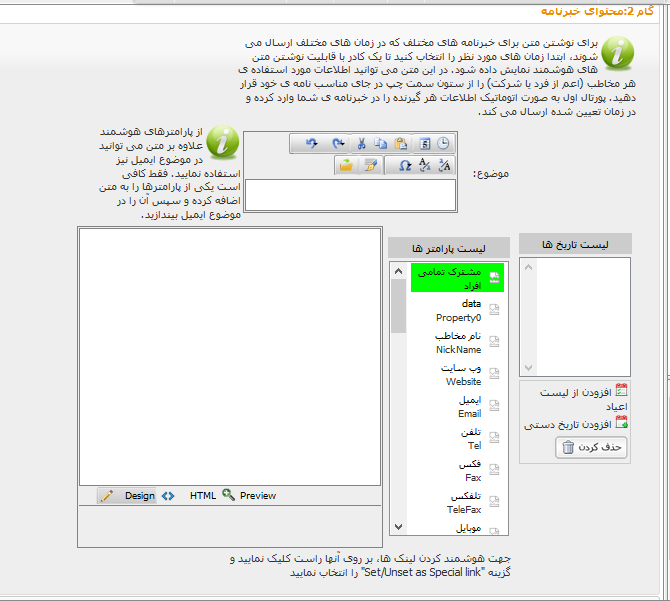 گام 2:محتوای خبرنامه
برای نوشتن متن برای خبرنامه های مختلف که در زمان های مختلف ارسال می
شوند، ابتدا زمان های مورد نظر را انتخاب کنید تا یک کادر با قابلیت نوشتن متن
های هوشمند نمایش داده شود. در این متن می توانید اطلاعات مورد استفاده ی
هر مخاطب (اعم از فرد یا شرکت) را از ستون سمت چپ در جای مناسب نامه ی خود قرار
دهید. پورتال اول به صورت اتوماتیک اطلاعات هر گیرنده را در خبرنامه ی شما وارد کرده و
در زمان تعیین شده ارسال می کند.
موضوع:
از پارامترهای هوشمند
علاوه بر متن می توانید
در موضوع ایمیل نیز
استفاده نمایید. فقط کافی
است یکی از پارامترها را به متن
اضافه کرده و سپس آن را در
موضوع ایمیل بیندازید.
لیست تاریخ ها
افزودن از لیست
اعیاد
افزودن تاریخ دستی
حذف کردن
لیست پارامتر ها
مشترک تمامی
افراد
data
Property0
نام مخاطب
NickName
وب سایت
Website
ایمیل
Email
تلفن
Tel
فکس
Fax
تلفکس
TeleFax
موبایل
Design HTML Preview
جهت هوشمند کردن لینک ها، بر روی آنها راست کلیک نمایید و
گزینه "Set/Unset as Special link" را انتخاب نمایید